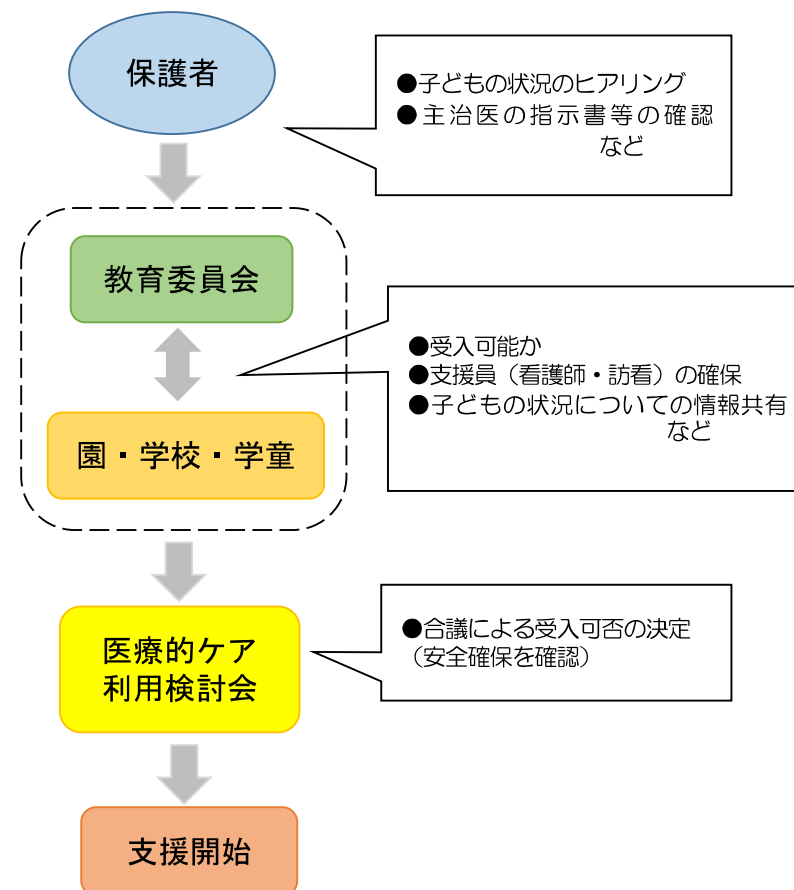 保護者
●子どもの状況のヒアリング
●主治医の指示書等の確認
など
教育委員会
●受入可能か
●支援員（看護師・訪看）の確保
●子どもの状況についての情報共有
など
園・学校・学童
医療的ケア
利用検討会
●合議による受入可否の決定
（安全確保を確認）
支援開始